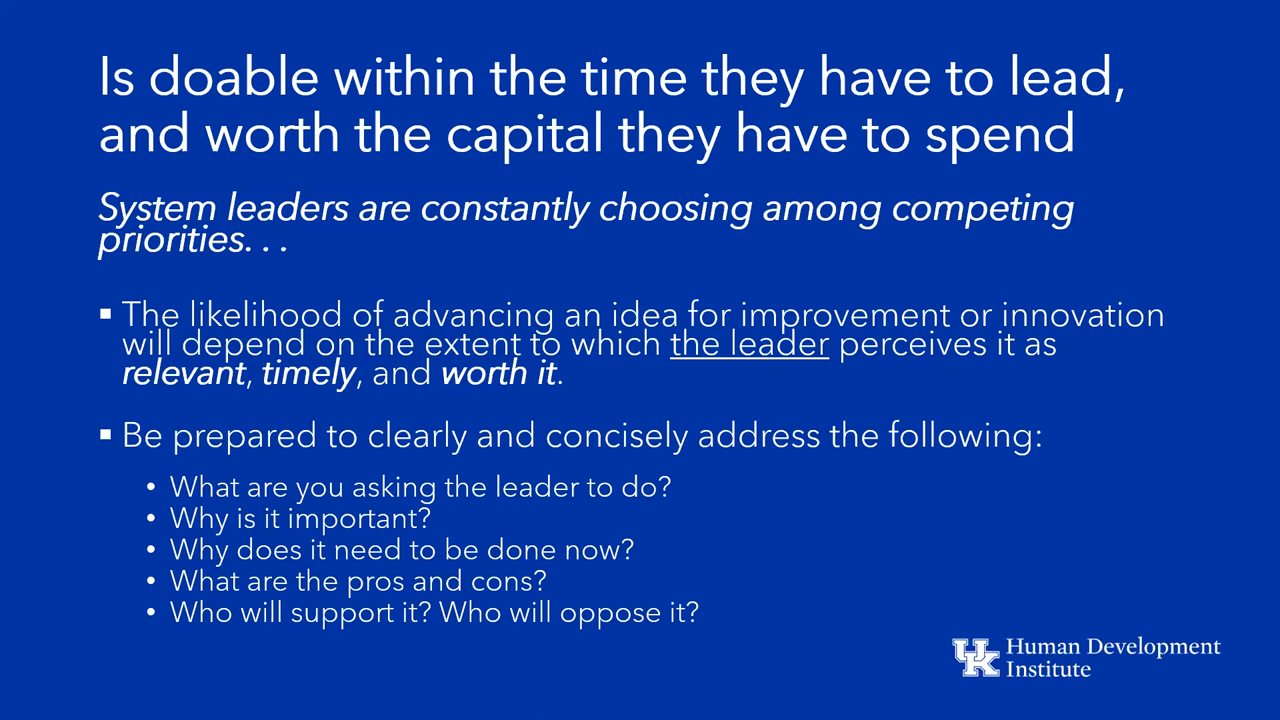 Is doable within the time they have to lead,
and worth the capital they have to spend
System leaders are constantly choosing among competing
priorities. . .
▪ The likelihood of advancing an idea for improvement or innovation
will depend on the extent to which the leader perceives it as
relevant, timely, and worth it.
▪ Be prepared to clearly and concisely address the following:
• What are you asking the leader to do?
• Why is it important?
• Why does it need to be done now?
• What are the pros and cons?
• Who will support it? Who will oppose it?
UK Human Development
Institute